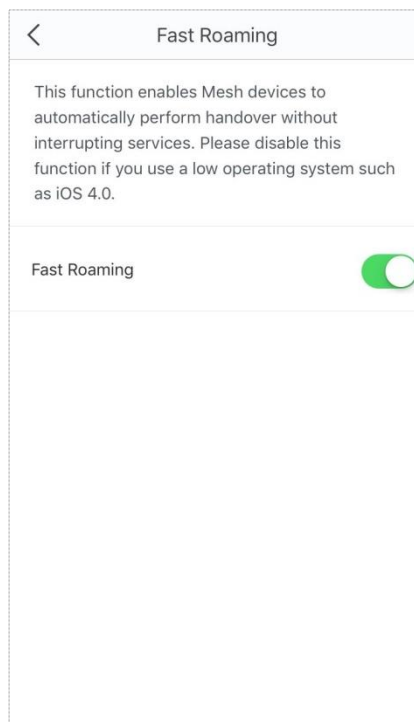 Fast Roaming
This function enables Mesh devices to
automatically perform handover without
interrupting services. Please disable this
function if you use a low operating system such
as iOS 4.0.
Fast Roaming